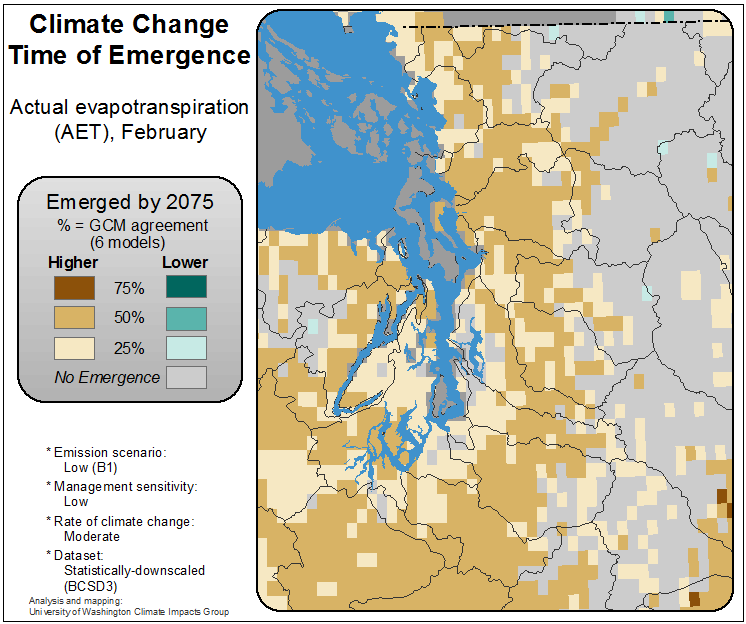 Climate Change
Time of Emergence
Actual evapotranspiration
(AET), February
Emerged by 2075
% = GCM agreement
(6 models)
Higher Lower
75%
50%
25%
No Emergence
* Emission scenario:
Low (B1)
* Management sensitivity:
Low
* Rate of climate change:
Moderate
* Dataset:
Statistically-downscaled
(BCSD3)
Analysis and mapping:
University of Washington Climate Impacts Group